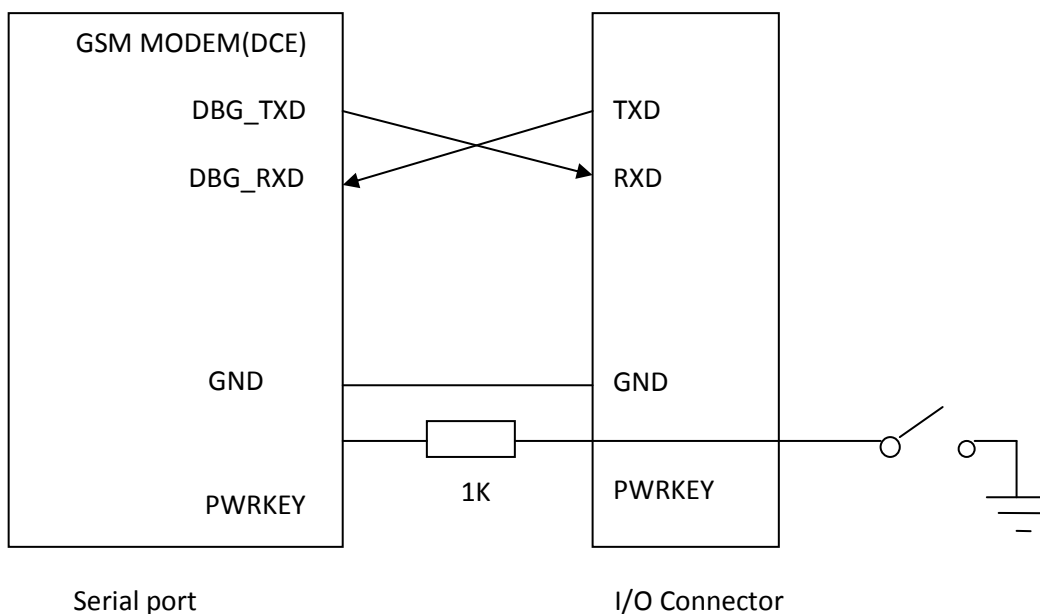 GSM MODEM(DCE)
DBG_TXD
TXD
DBG_RXD
RXD
GND
GND
1K
PWRKEY
PWRKEY
Serial port
I/O Connector